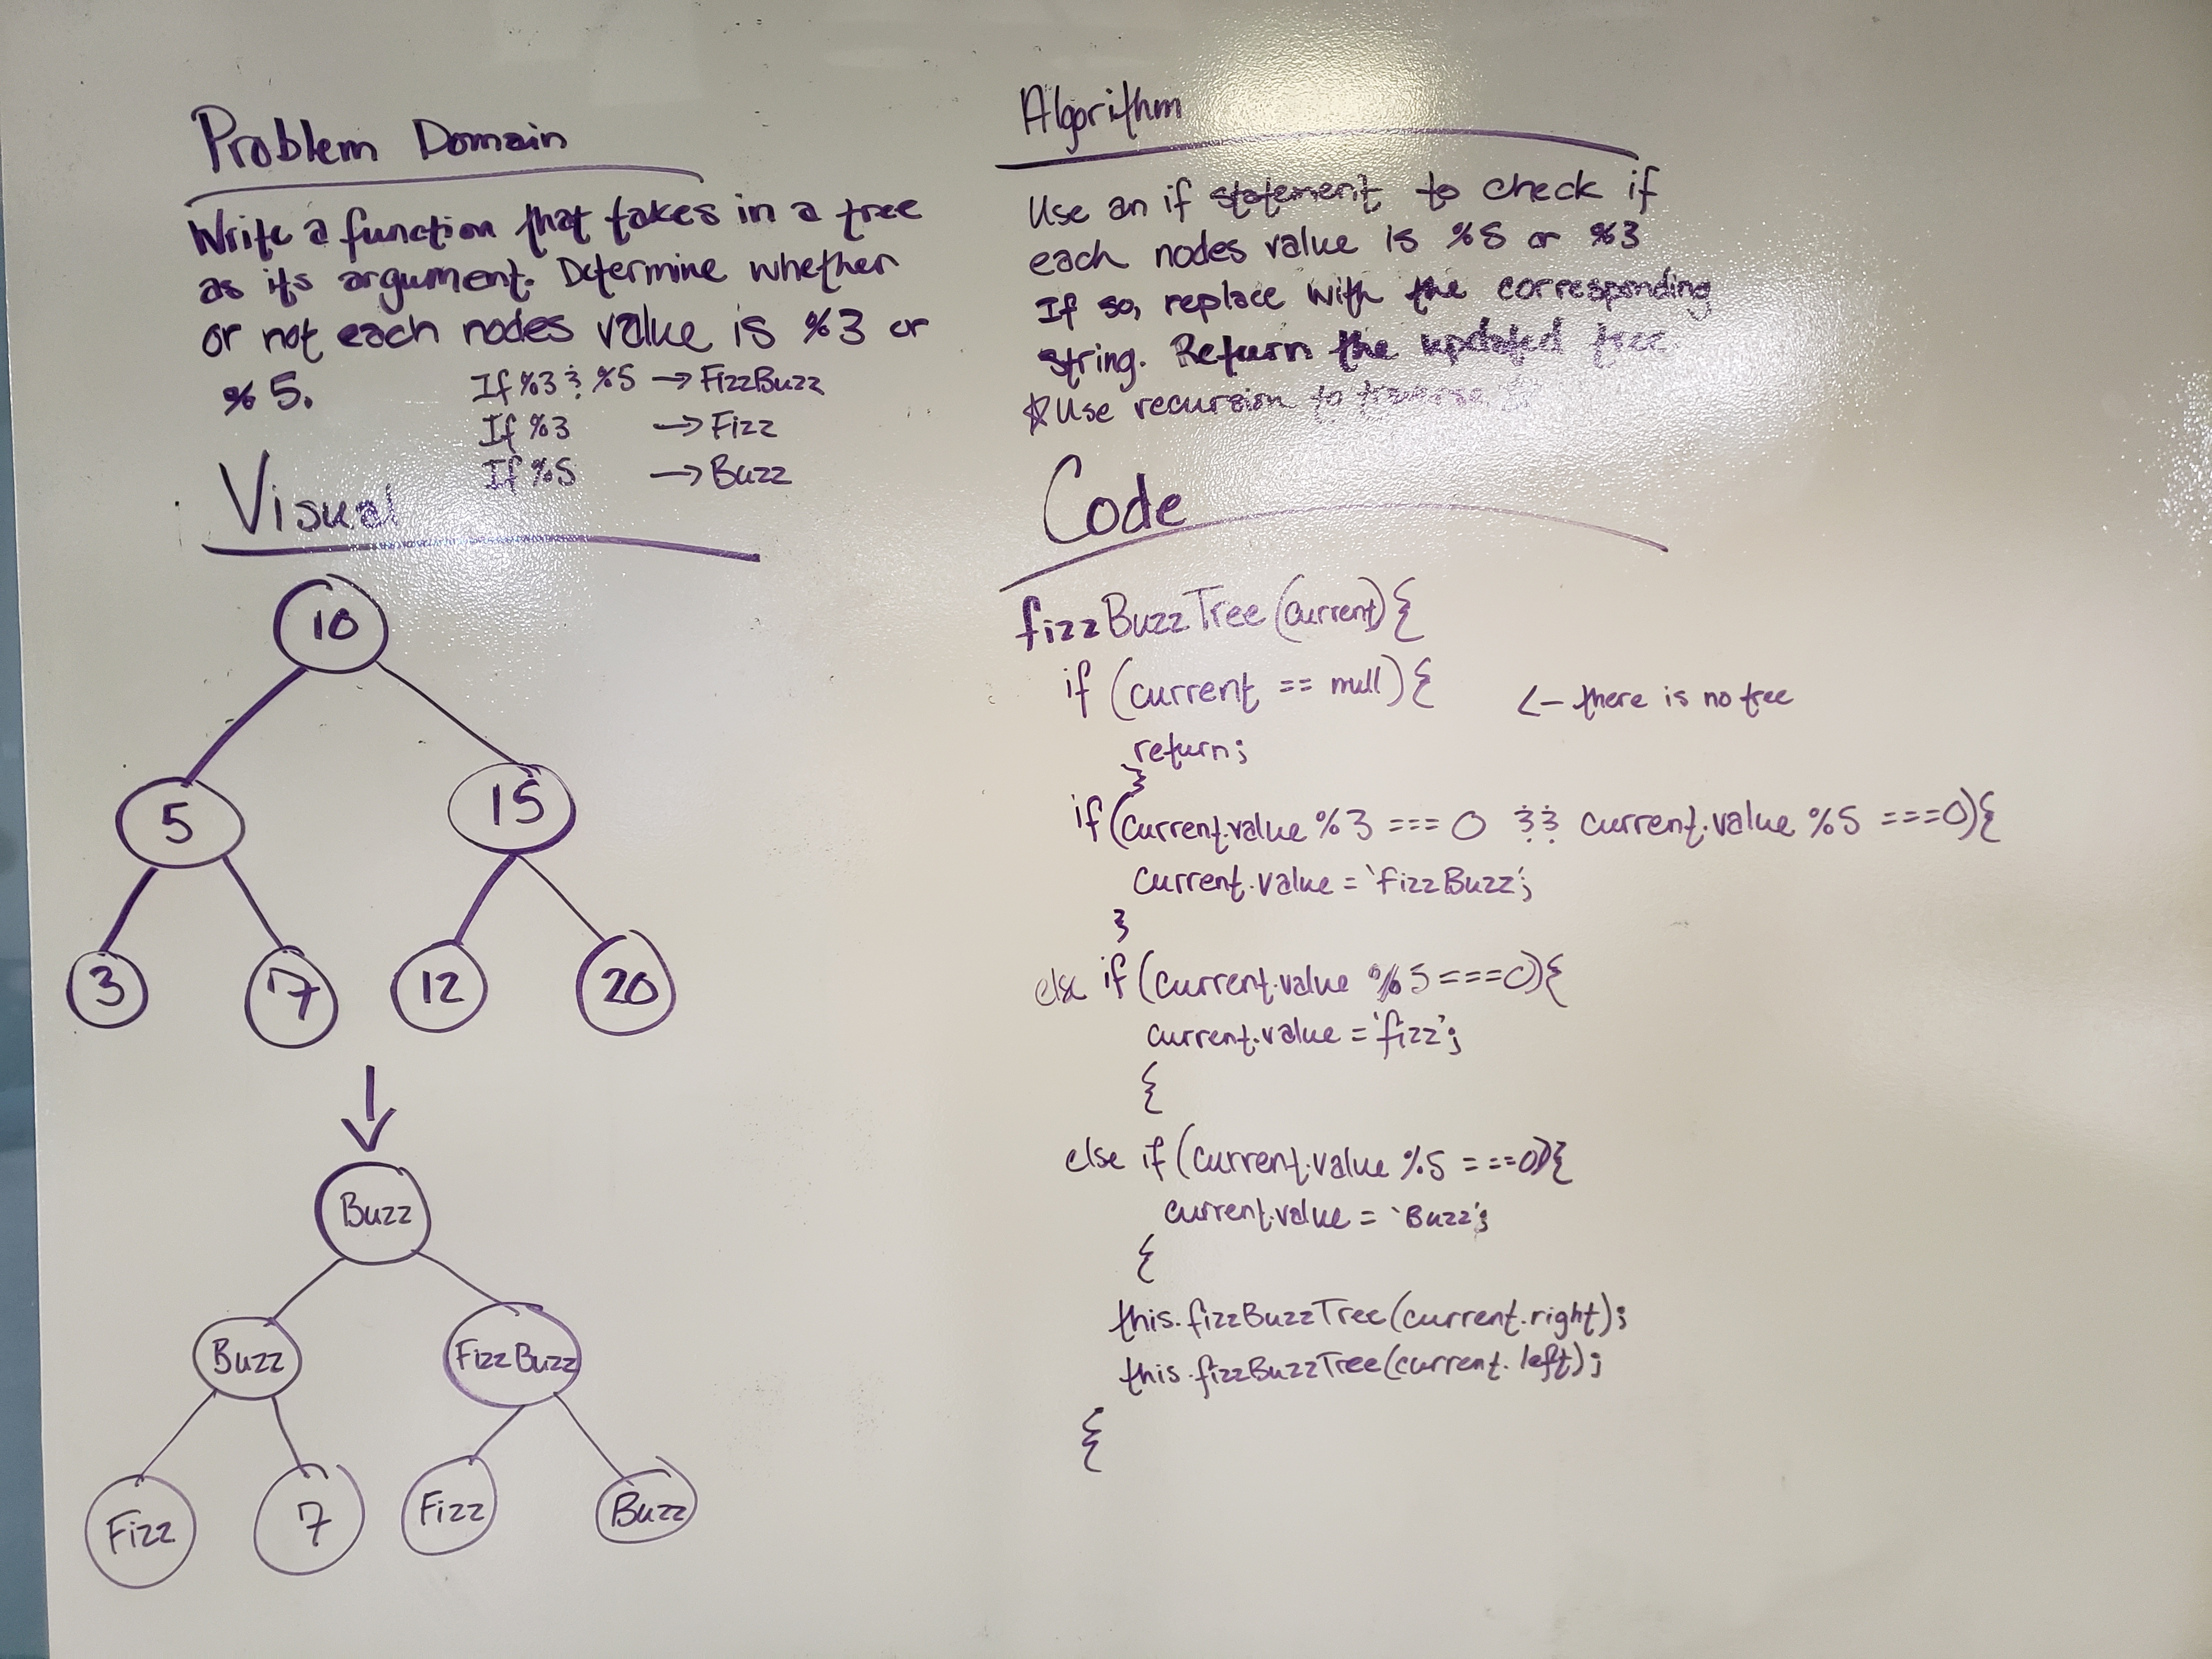 Problem Domain
Write a function that takes in a tree
as its argument. Determine whether
or not each nodes value is %3 or
%5.
If %3 & %5 → FizzBuzz
If %3 → Fizz
If %5 → Buzz
Visual
10
5
15
3
7
12
20
Buzz
Buzz
FizzBuzz
Fizz
7
Fizz
Buzz
Algorithm
Use an if statement to check if
each nodes value is %5 or %3
If so, replace with the corresponding
string. Return the updated tree.
☆Use recursion to traverse
Code
fizzBuzzTree(current){
if (current == null){ <- there is no tree
return;
}
if(current.value %3 === 0 && current.value %5 ===0){
current.value = 'FizzBuzz';
}
else if (current.value % ===0){
current.value = 'fizz';
{
else if (current.value %5 ===0){
current.value = 'Buzz';
{
this.fizzBuzzTree(current.right);
this.fizzBuzzTree(current.left);
{